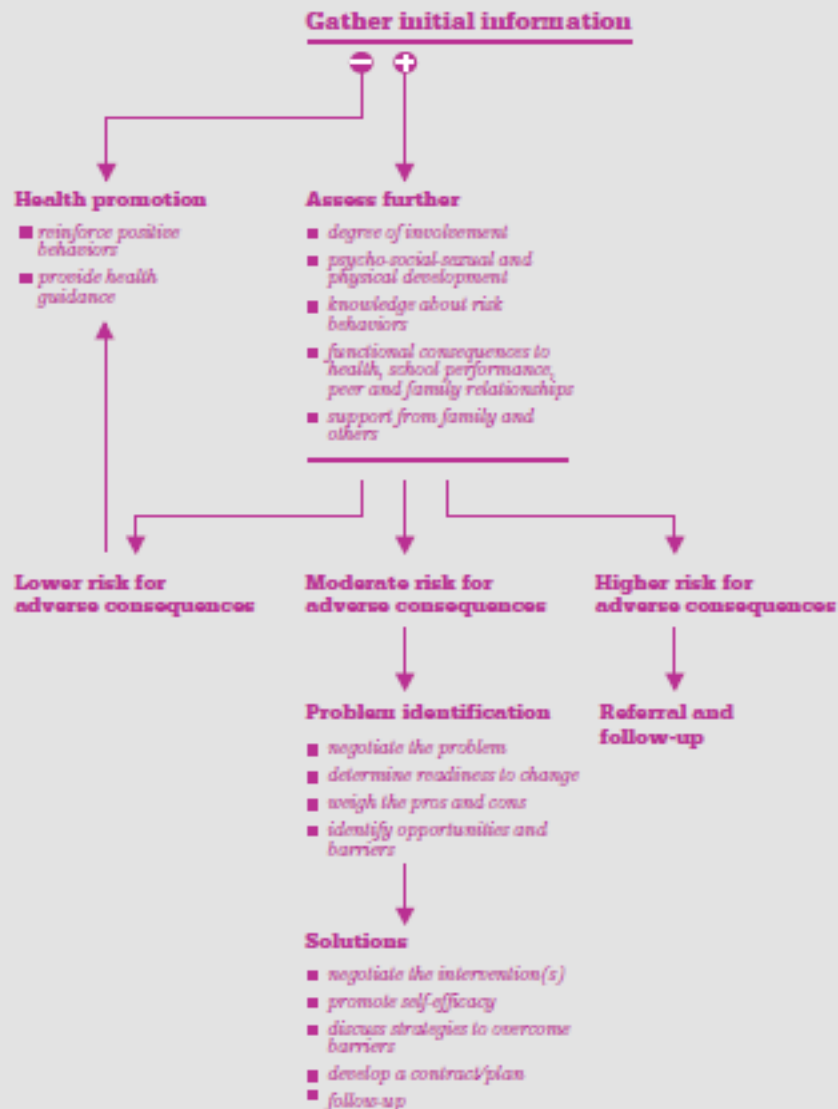 Gather initial information
Health promotion
reinforce positive
behaviors
provide health
guidance
Assess further
degree of involvement
psycho-social-sexual and
physical development
knowledge about risk
behaviors
functional consequences to
health, school performance,
peer and family relationships
support from family and
others
Lower risk for
adverse consequences
Moderate risk for
adverse consequences
Higher risk for
adverse consequences
Problem identification
negotiate the problem
determine readiness to change
weigh the pros and cons
identify opportunities and
barriers
Referral and
follow-up
Solutions
negotiate the intervention(s)
promote self-efficacy
discuss strategies to overcome
barriers
develop a contract/plan
follow-up